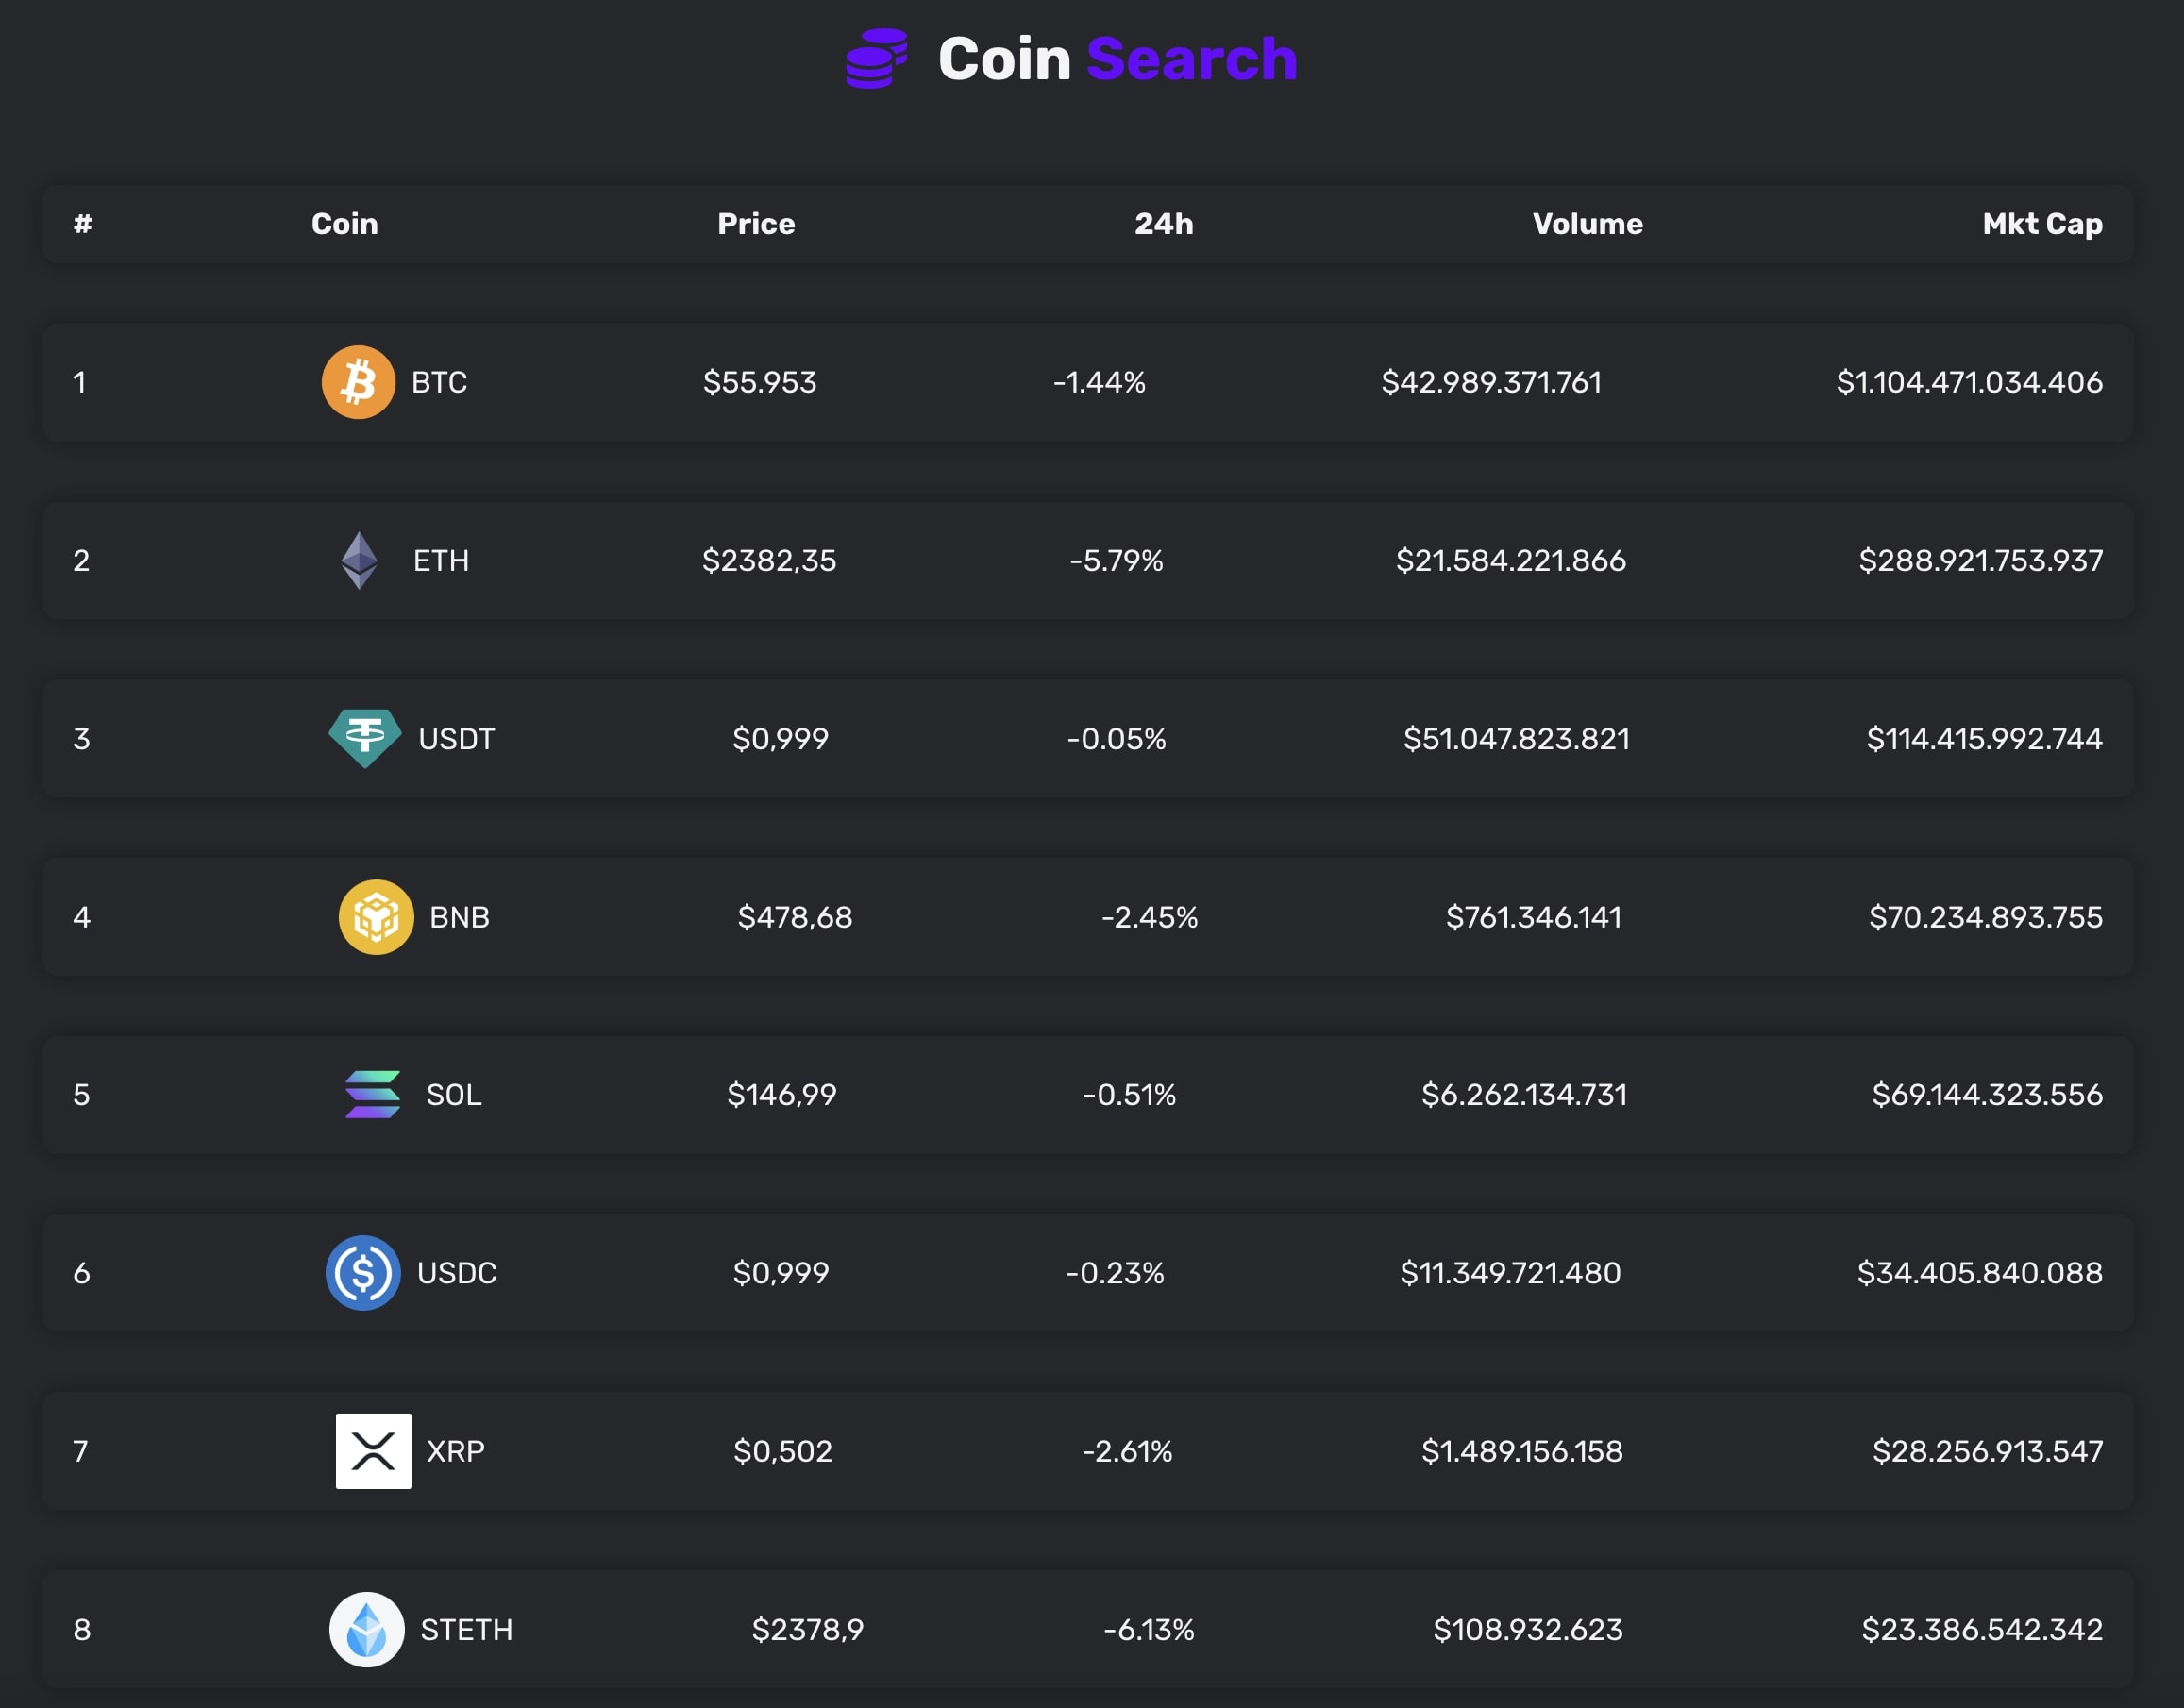 Coin Search
# Coin Price 24h Volume Mkt Cap
1 BTC $55.953 -1.44% $42.989.371.761 $1.104.471.034.406
2 ETH $2382,35 -5.79% $21.584.221.866 $288.921.753.937
3 USDT $0,999 -0.05% $51.047.823.821 $114.415.992.744
4 BNB $478,68 -2.45% $761.346.141 $70.234.893.755
5 SOL $146,99 -0.51% $6.262.134.731 $69.144.323.556
6 USDC $0,999 -0.23% $11.349.721.480 $34.405.840.088
7 XRP $0,502 -2.61% $1.489.156.158 $28.256.913.547
8 STETH $2378,9 -6.13% $108.932.623 $23.386.542.342